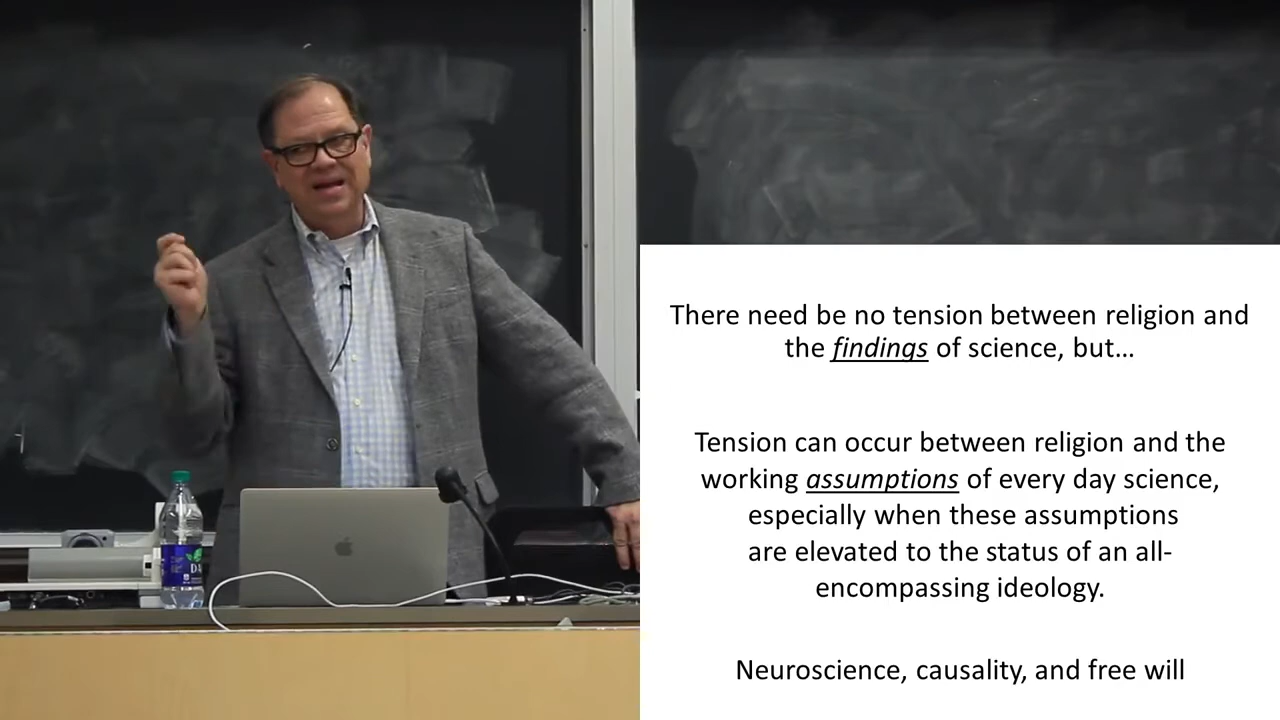 There need be no tension between religion and
the findings of science, but...
Tension can occur between religion and the
working assumptions of every day science,
especially when these assumptions
are elevated to the status of an all-
encompassing ideology.
Neuroscience, causality, and free will